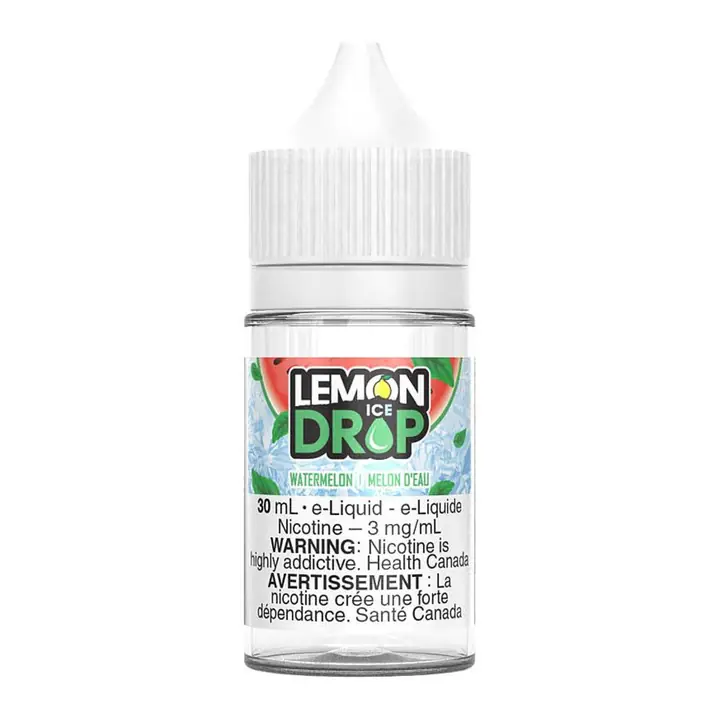 LEMON
ICE
DROP
WATERMELON | MELON D'EAU
30 mL • e-Liquid - e-Liquide
Nicotine – 3 mg/mL
WARNING: Nicotine is
highly addictive. Health Canada
AVERTISSEMENT : La
nicotine crée une forte
dépendance. Santé Canada